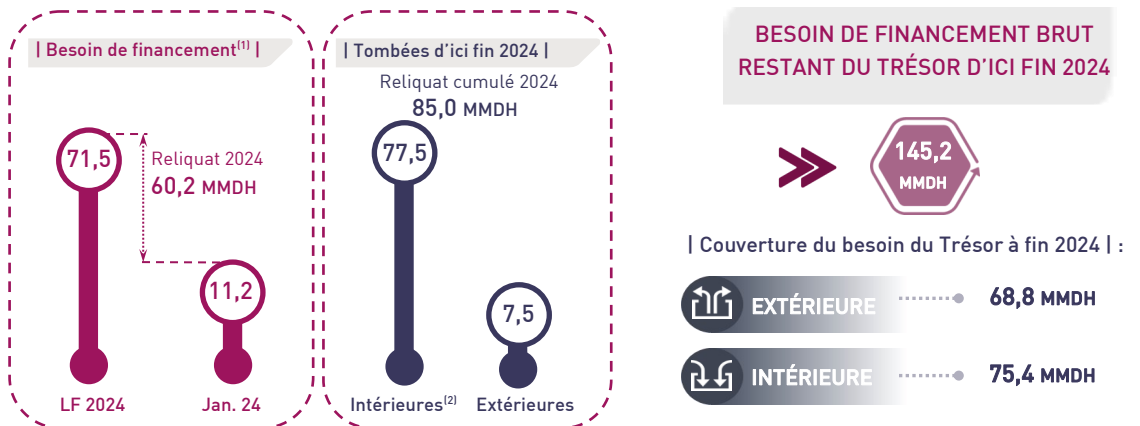 | Besoin de financement(1) |
71,5
Reliquat 2024
60,2 MMDH
11,2
LF 2024
Jan. 24
| Tombées d'ici fin 2024 |
Reliquat cumulé 2024
85,0 MMDH
77,5
7,5
Intérieures(2)
Extérieures
BESOIN DE FINANCEMENT BRUT
RESTANT DU TRÉSOR D'ICI FIN 2024
145,2
MMDH
| Couverture du besoin du Trésor à fin 2024 | :
EXTÉRIEURE
68,8 MMDH
INTÉRIEURE
75,4 MMDH